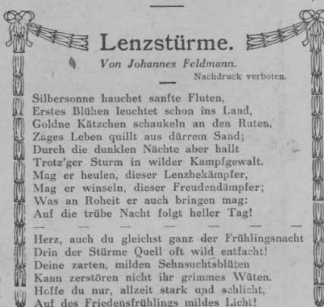 Lenzstürme.
Von Johannes Feldmann.
Nachdruck verboten.
Silbersonne hauchet sanfte Fluten,
Erstes Blühen leuchtet schon ins Land,
Goldne Kätzchen schaukeln an den Ruten,
Zages Leben quillt aus dürrem Sand;
Durch die dunklen Nächte aber hallt
Trotz'ger Sturm in wilder Kampfgewalt.
Mag er heulen, dieser Lenzbekämpfer,
Mag er winseln, dieser Freudendämpfer;
Was an Roheit er auch bringen mag:
Auf die trübe Nacht folgt heller Tag!
Herz, auch du gleichst ganz der Frühlingsnacht
Drin der Stürme Quell oft wild entfacht!
Deine zarten, milden Sehnsuchtsblüten
Kann zerstören nicht ihr grimmes Wüten.
Hoffe du nur, allzeit stark und schlicht,
Auf des Friedensfrühlings mildes Licht!